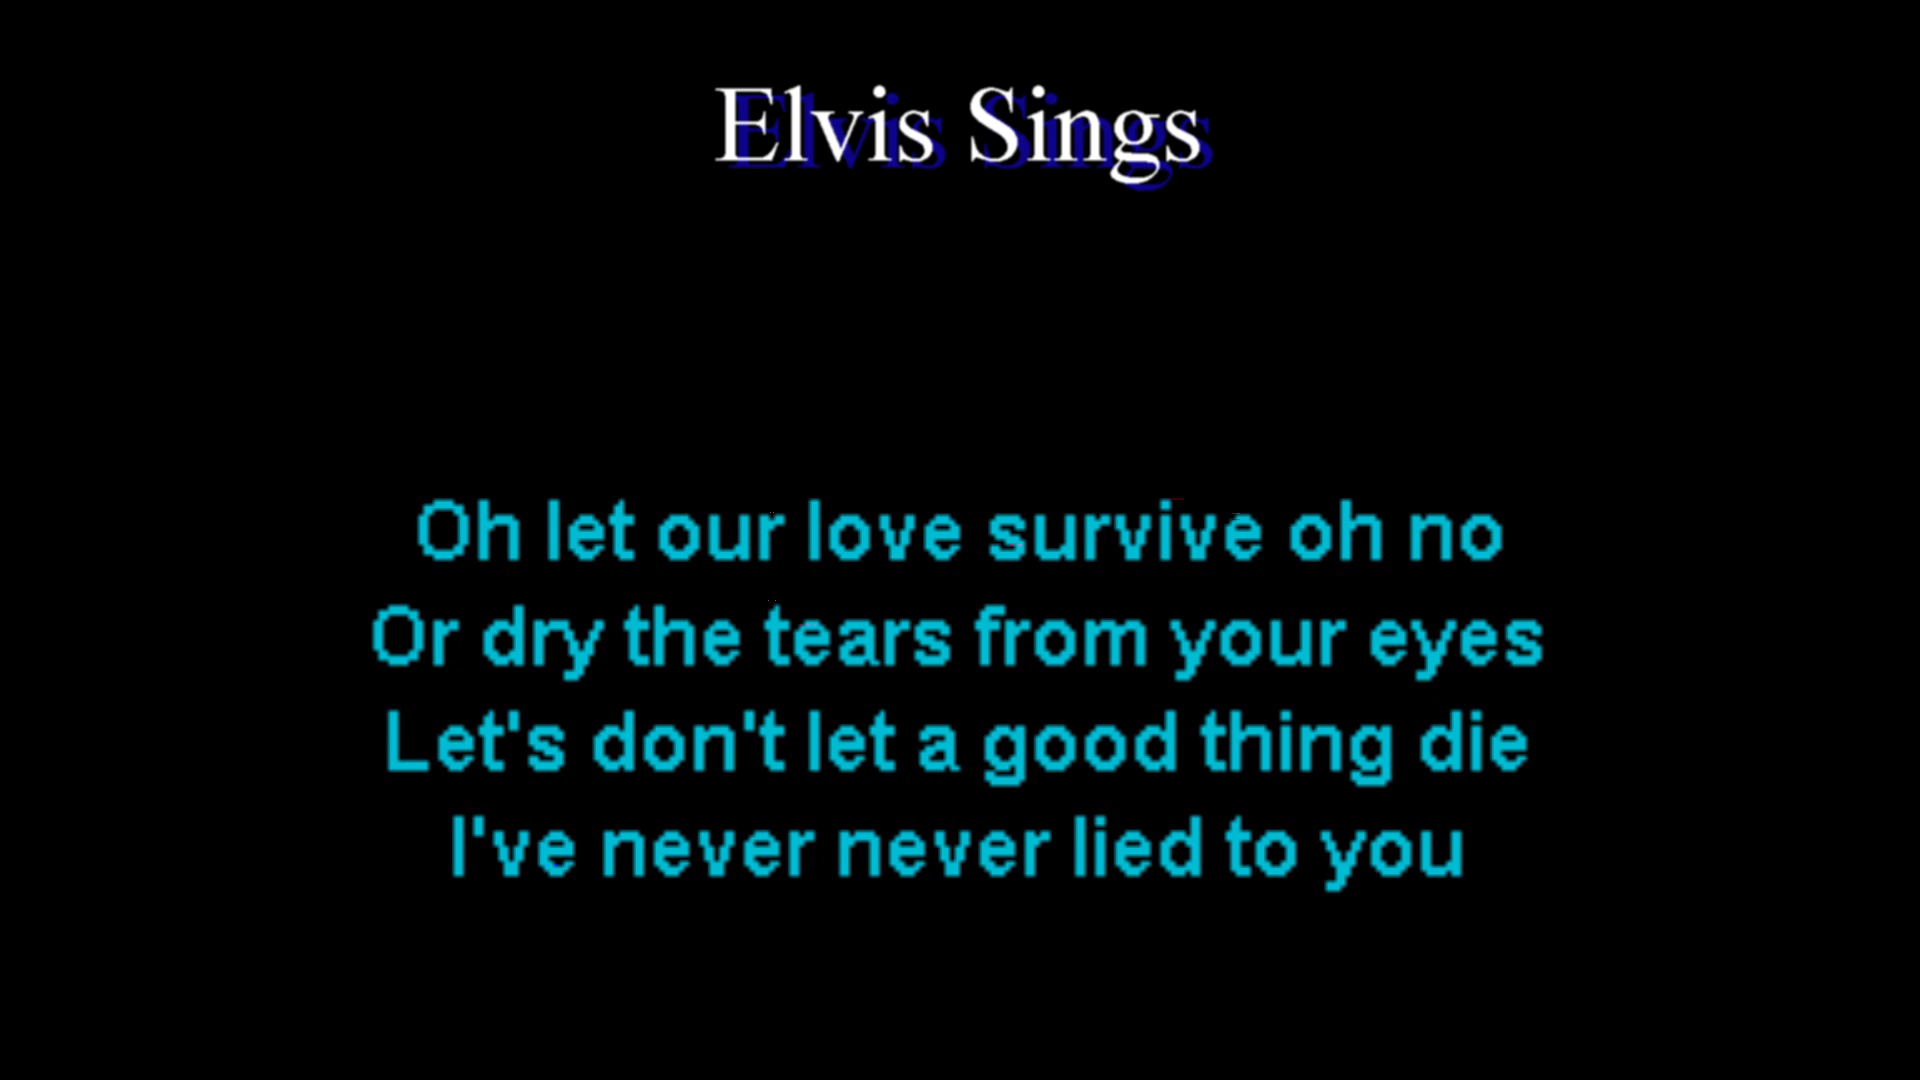 Elvis Sings
Oh let our love survive oh no
Or dry the tears from your eyes
Let's don't let a good thing die
I've never never lied to you